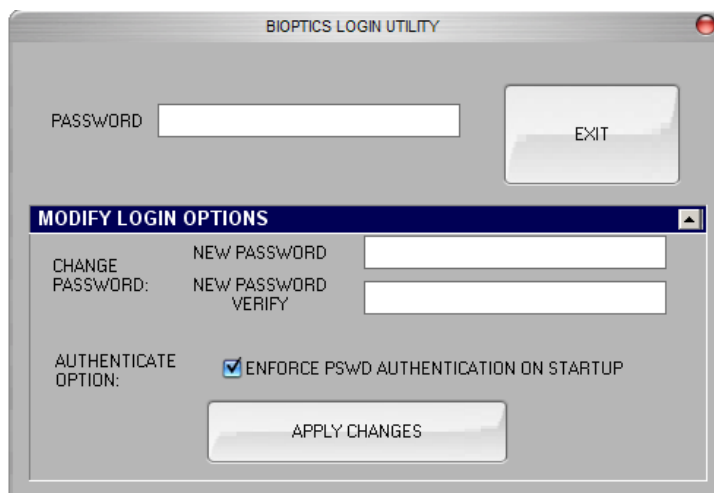 BIOPTICS LOGIN UTILITY
PASSWORD
EXIT
MODIFY LOGIN OPTIONS
CHANGE
PASSWORD:
NEW PASSWORD
NEW PASSWORD
VERIFY
AUTHENTICATE
OPTION:
ENFORCE PSWD AUTHENTICATION ON STARTUP
APPLY CHANGES